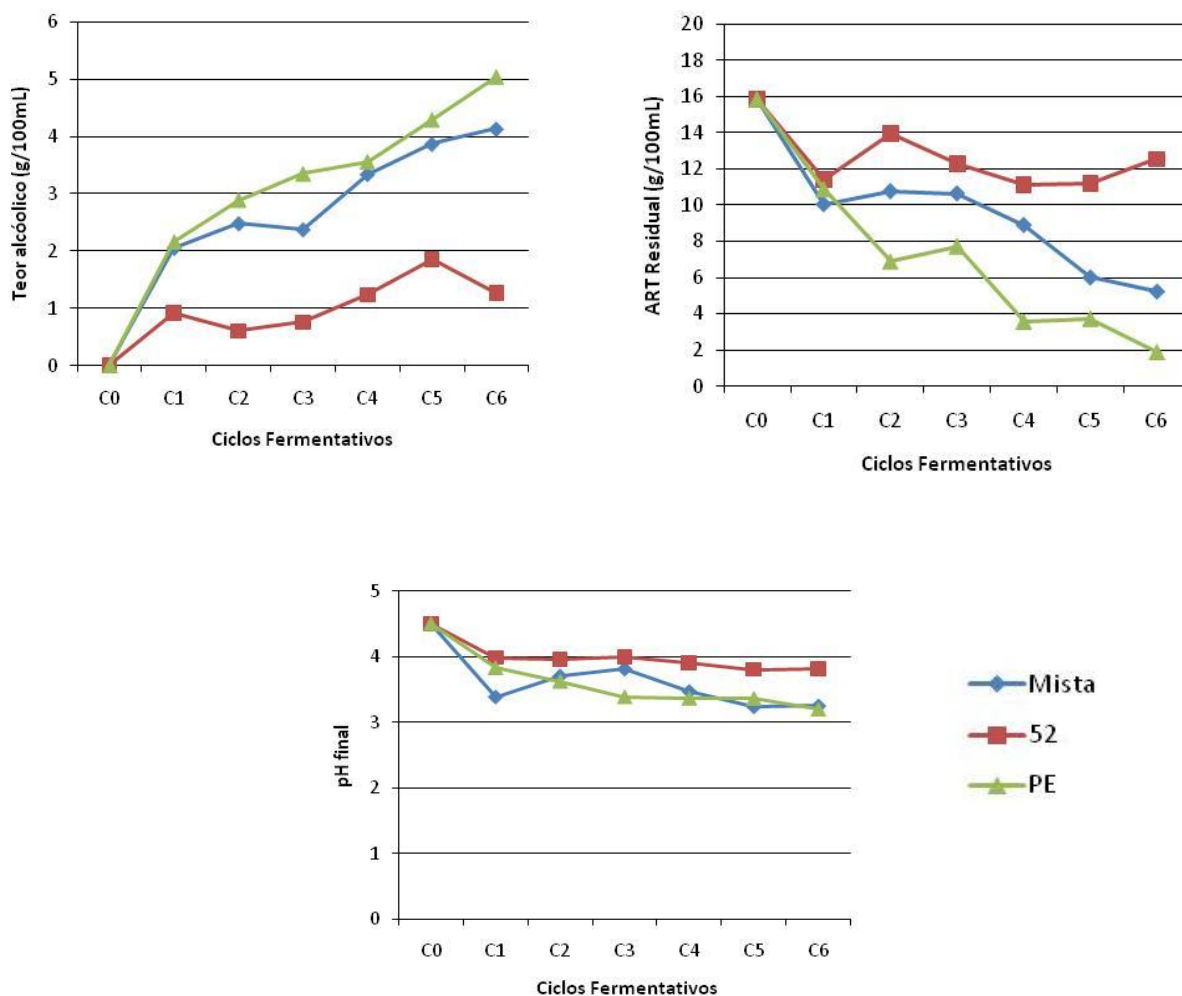 6
5
4
3
2
1
0
Teor alcóolico (g/100mL)
C0 C1 C2 C3 C4 C5 C6
Ciclos Fermentativos
20
18
16
14
12
10
8
6
4
2
0
ART Residual (g/100mL)
C0 C1 C2 C3 C4 C5 C6
Ciclos Fermentativos
5
4
3
2
1
0
pH final
C0 C1 C2 C3 C4 C5 C6
Ciclos Fermentativos
Mista
52
PE